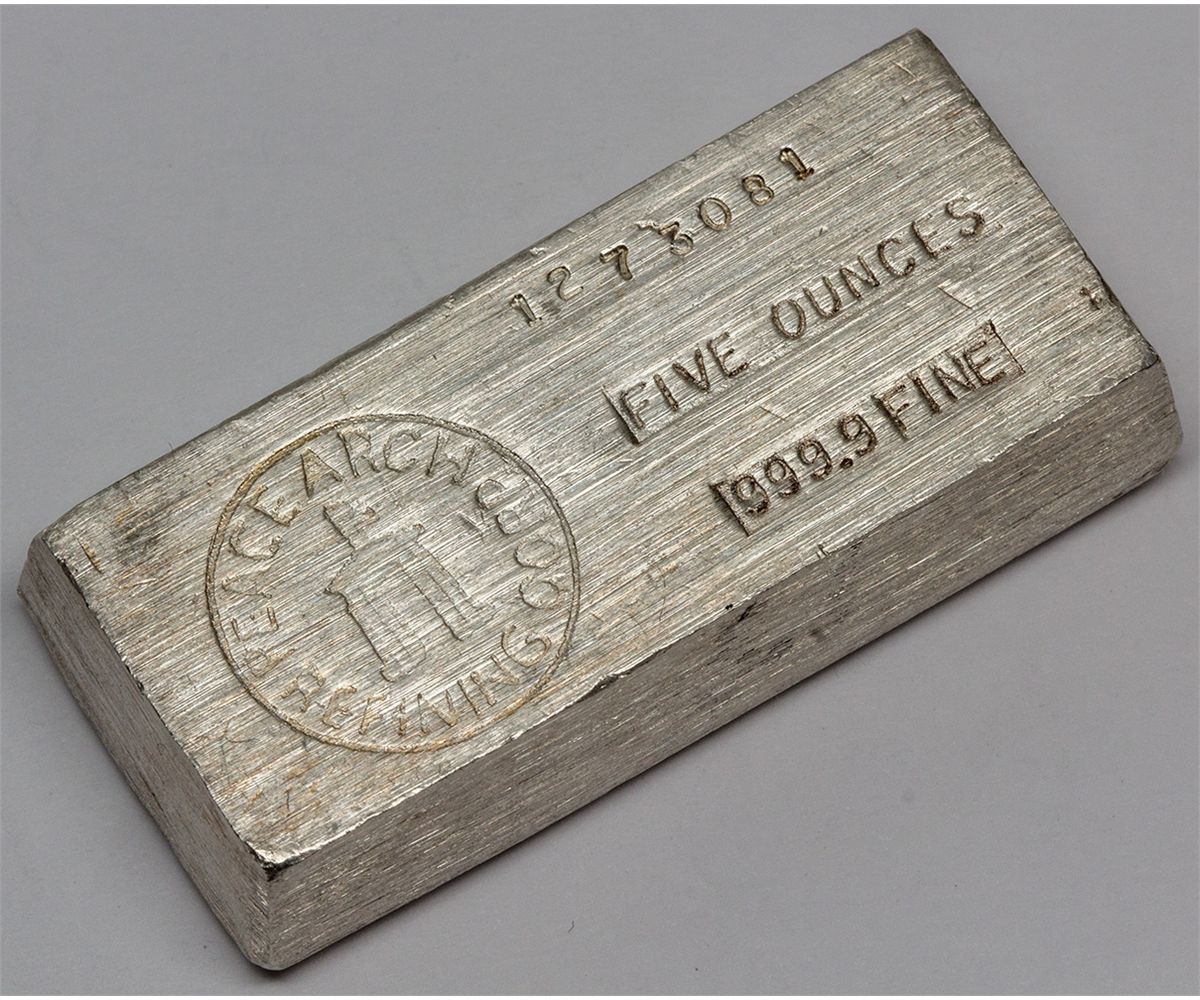 1273081
FIVE OUNCES
999.9 FINE
PEACE ARCH
REFINING CORP